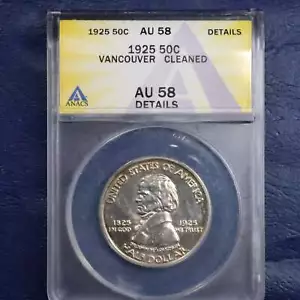 1925 50C AU 58 DETAILS
1925 50C
VANCOUVER CLEANED
AU 58
DETAILS
ANACS
ANACS
UNITED STATES OF AMERICA
1825 1925
IN GOD WE TRUST
HALF DOLLAR